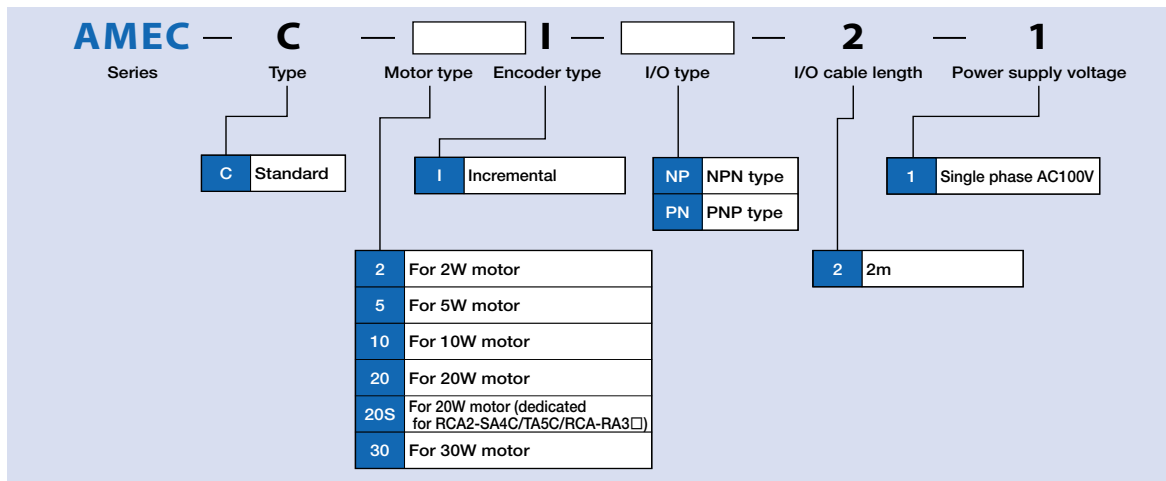 AMEC — C — I — — 2 — 1
Series Type Motor type Encoder type I/O type I/O cable length Power supply voltage
C Standard
I Incremental
NP NPN type
PN PNP type
1 Single phase AC100V
2 For 2W motor
5 For 5W motor
10 For 10W motor
20 For 20W motor
20S For 20W motor (dedicated
for RCA2-SA4C/TA5C/RCA-RA3□)
30 For 30W motor
2 2m